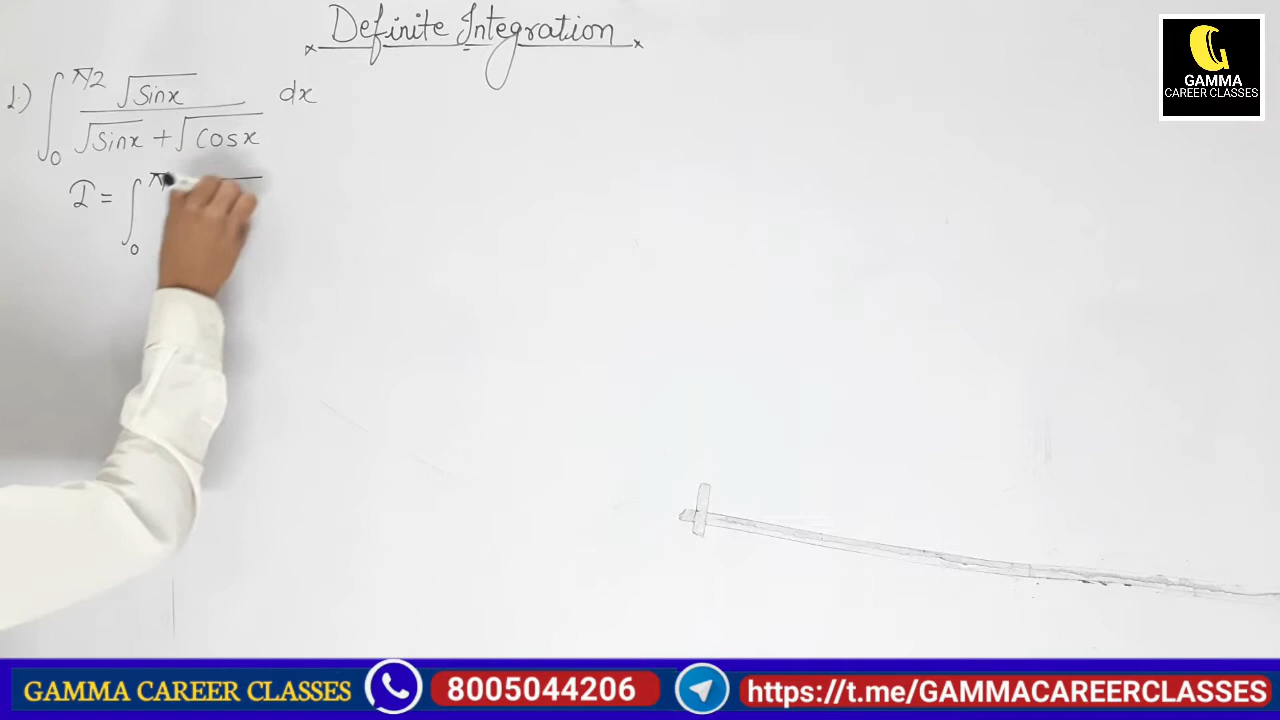 Definite Integration
1.) ∫₀^π/2 √Sinx / (√Sinx + √Cosx) dx
I = ∫₀^π
GAMMA
CAREER CLASSES
GAMMA CAREER CLASSES 8005044206 https://t.me/GAMMACAREERCLASSES